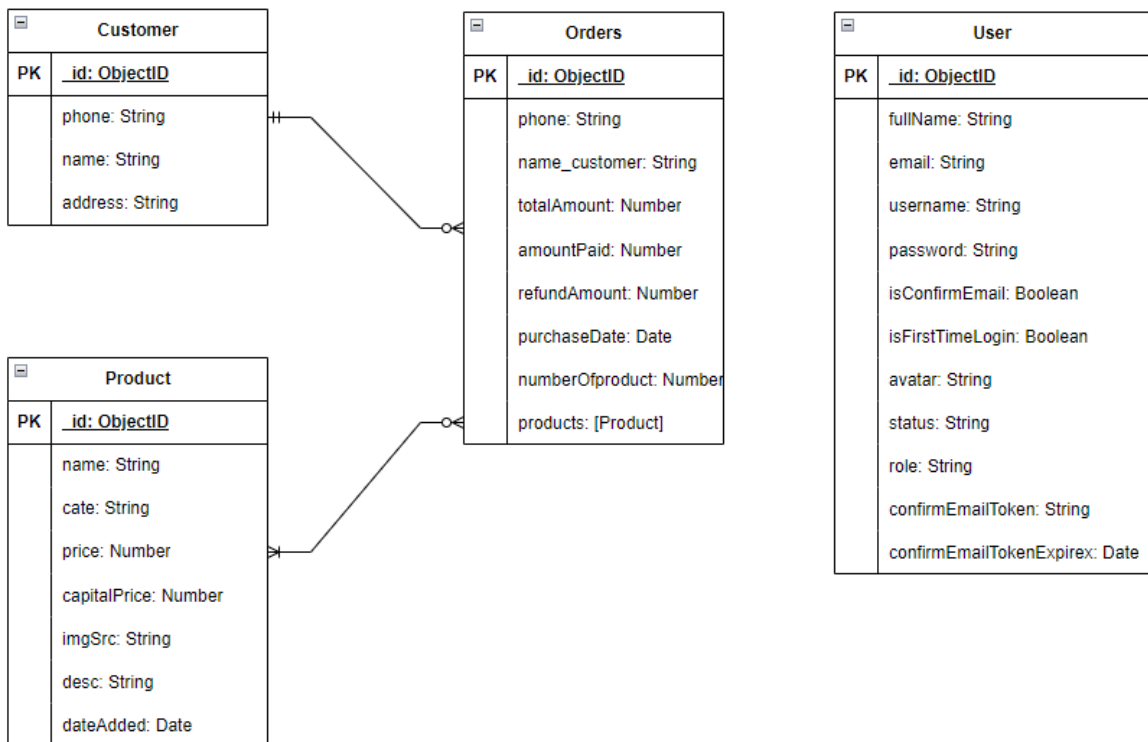 Customer
PK _id: ObjectID
phone: String
name: String
address: String
Orders
PK _id: ObjectID
phone: String
name_customer: String
totalAmount: Number
amountPaid: Number
refundAmount: Number
purchaseDate: Date
numberOfproduct: Number
products: [Product]
User
PK _id: ObjectID
fullName: String
email: String
username: String
password: String
isConfirmEmail: Boolean
isFirstTimeLogin: Boolean
avatar: String
status: String
role: String
confirmEmailToken: String
confirmEmailTokenExpirex: Date
Product
PK _id: ObjectID
name: String
cate: String
price: Number
capitalPrice: Number
imgSrc: String
desc: String
dateAdded: Date